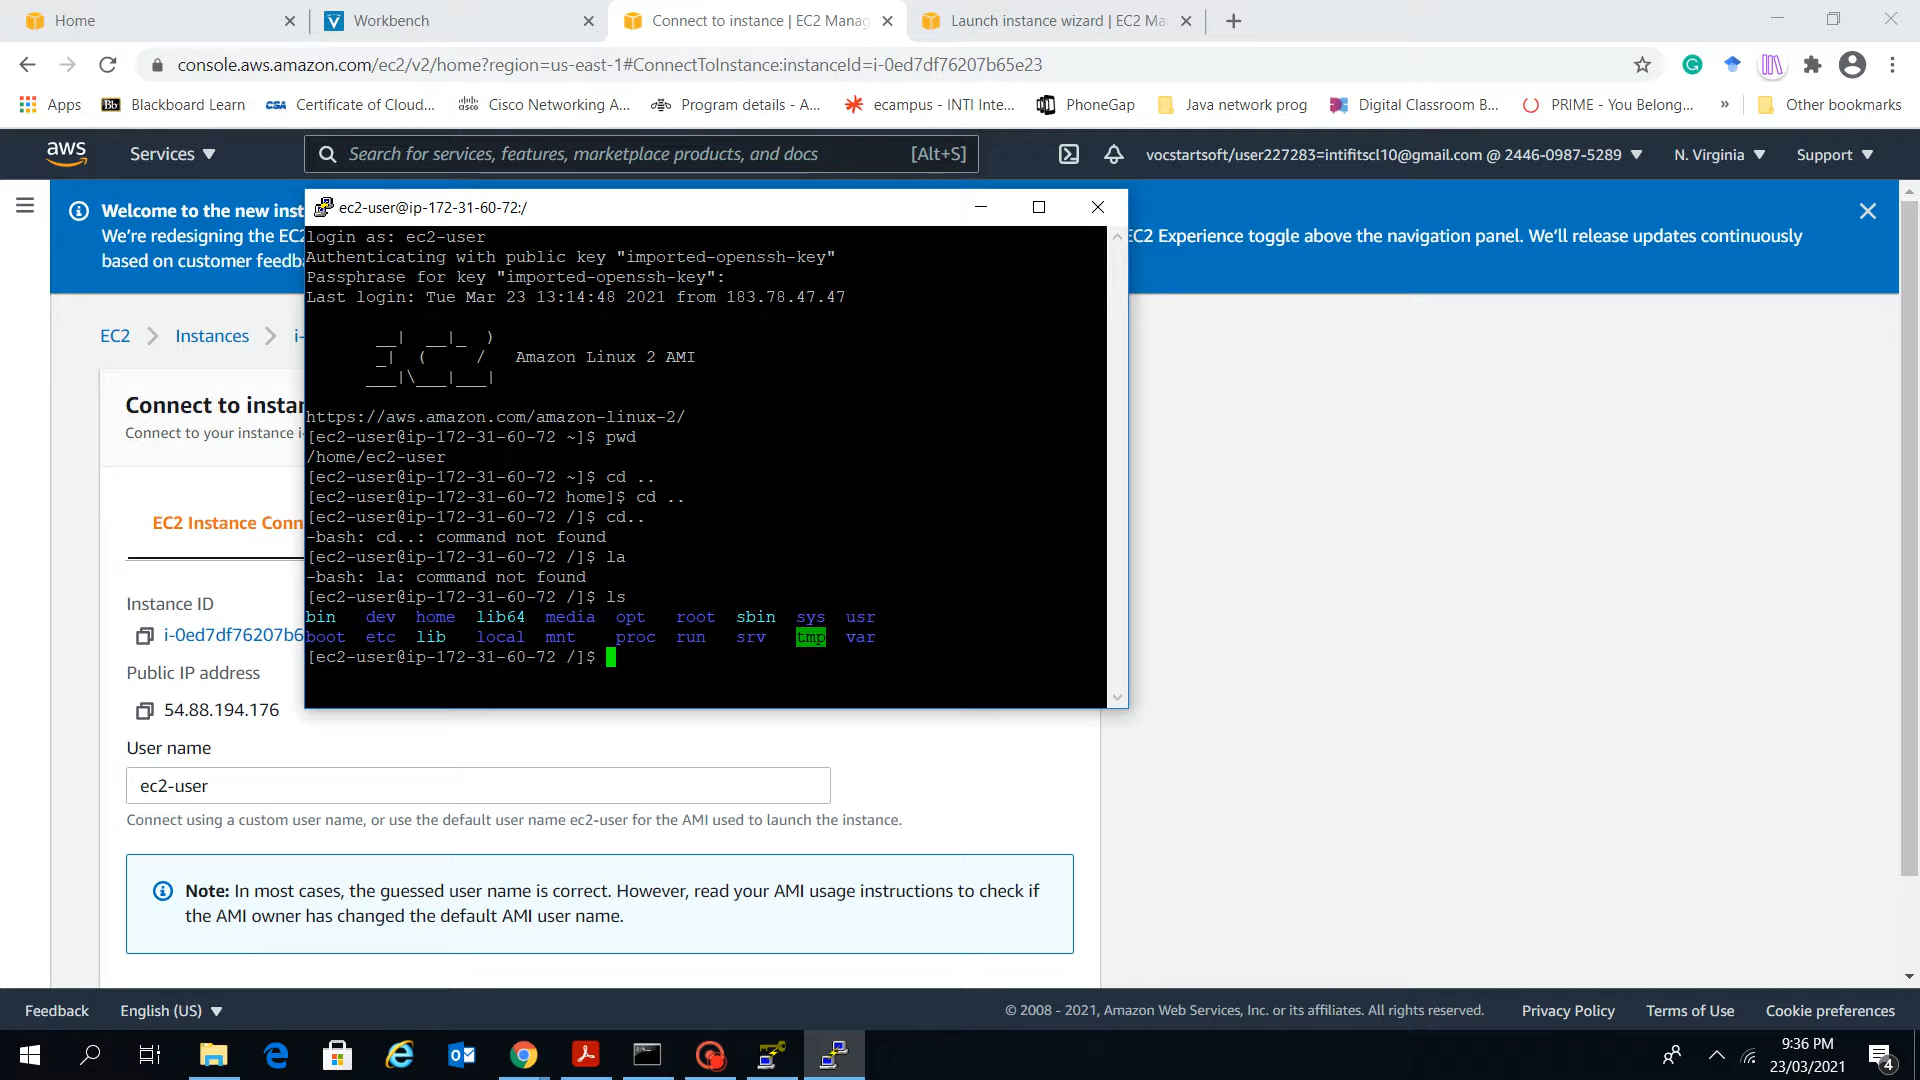 Home
Workbench
Connect to instance | EC2 Manag
Launch instance wizard | EC2 Ma
console.aws.amazon.com/ec2/v2/home?region=us-east-1#ConnectToInstance:instanceId=i-0ed7df76207b65e23
Apps
Bb Blackboard Learn
CSA Certificate of Cloud...
cisco Cisco Networking A...
Program details - A...
ecampus - INTI Inte...
PhoneGap
Java network prog
Digital Classroom B...
PRIME - You Belong...
» Other bookmarks
aws
Services
Search for services, features, marketplace products, and docs [Alt+S]
vocstartsoft/user227283=intifitscl10@gmail.com @ 2446-0987-5289
N. Virginia
Support
Welcome to the new inst
We're redesigning the EC2
EC2 Experience toggle above the navigation panel. We'll release updates continuously
based on customer feedba
EC2 > Instances > i-
Connect to instan
Connect to your instance i-
EC2 Instance Conn
Instance ID
i-0ed7df76207b6
Public IP address
54.88.194.176
User name
ec2-user
Connect using a custom user name, or use the default user name ec2-user for the AMI used to launch the instance.
Note: In most cases, the guessed user name is correct. However, read your AMI usage instructions to check if
the AMI owner has changed the default AMI user name.
ec2-user@ip-172-31-60-72:/
login as: ec2-user
Authenticating with public key "imported-openssh-key"
Passphrase for key "imported-openssh-key":
Last login: Tue Mar 23 13:14:48 2021 from 183.78.47.47
__|  __|_  )
_|  (     /   Amazon Linux 2 AMI
___|\___|___|
https://aws.amazon.com/amazon-linux-2/
[ec2-user@ip-172-31-60-72 ~]$ pwd
/home/ec2-user
[ec2-user@ip-172-31-60-72 ~]$ cd ..
[ec2-user@ip-172-31-60-72 home]$ cd ..
[ec2-user@ip-172-31-60-72 /]$ cd..
-bash: cd..: command not found
[ec2-user@ip-172-31-60-72 /]$ la
-bash: la: command not found
[ec2-user@ip-172-31-60-72 /]$ ls
bin dev home lib64 media opt root sbin sys usr
boot etc lib local mnt proc run srv tmp var
[ec2-user@ip-172-31-60-72 /]$
Feedback
English (US)
© 2008 - 2021, Amazon Web Services, Inc. or its affiliates. All rights reserved.
Privacy Policy
Terms of Use
Cookie preferences
9:36 PM
23/03/2021
4